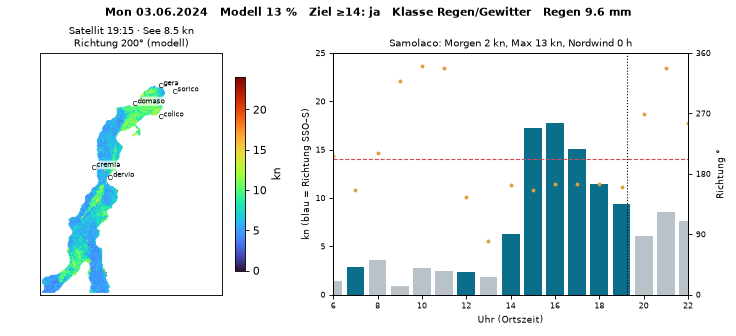 Mon 03.06.2024 Modell 13 % Ziel ≥14: ja Klasse Regen/Gewitter Regen 9.6 mm
Satellit 19:15 · See 8.5 kn
Richtung 200° (modell)
gera
sorico
domaso
colico
cremia
dervio
20
15
10
5
0
kn
Samolaco: Morgen 2 kn, Max 13 kn, Nordwind 0 h
kn (blau = Richtung SSO–S)
25
20
15
10
5
0
6 8 10 12 14 16 18 20 22
Uhr (Ortszeit)
360
270
180
90
0
Richtung °